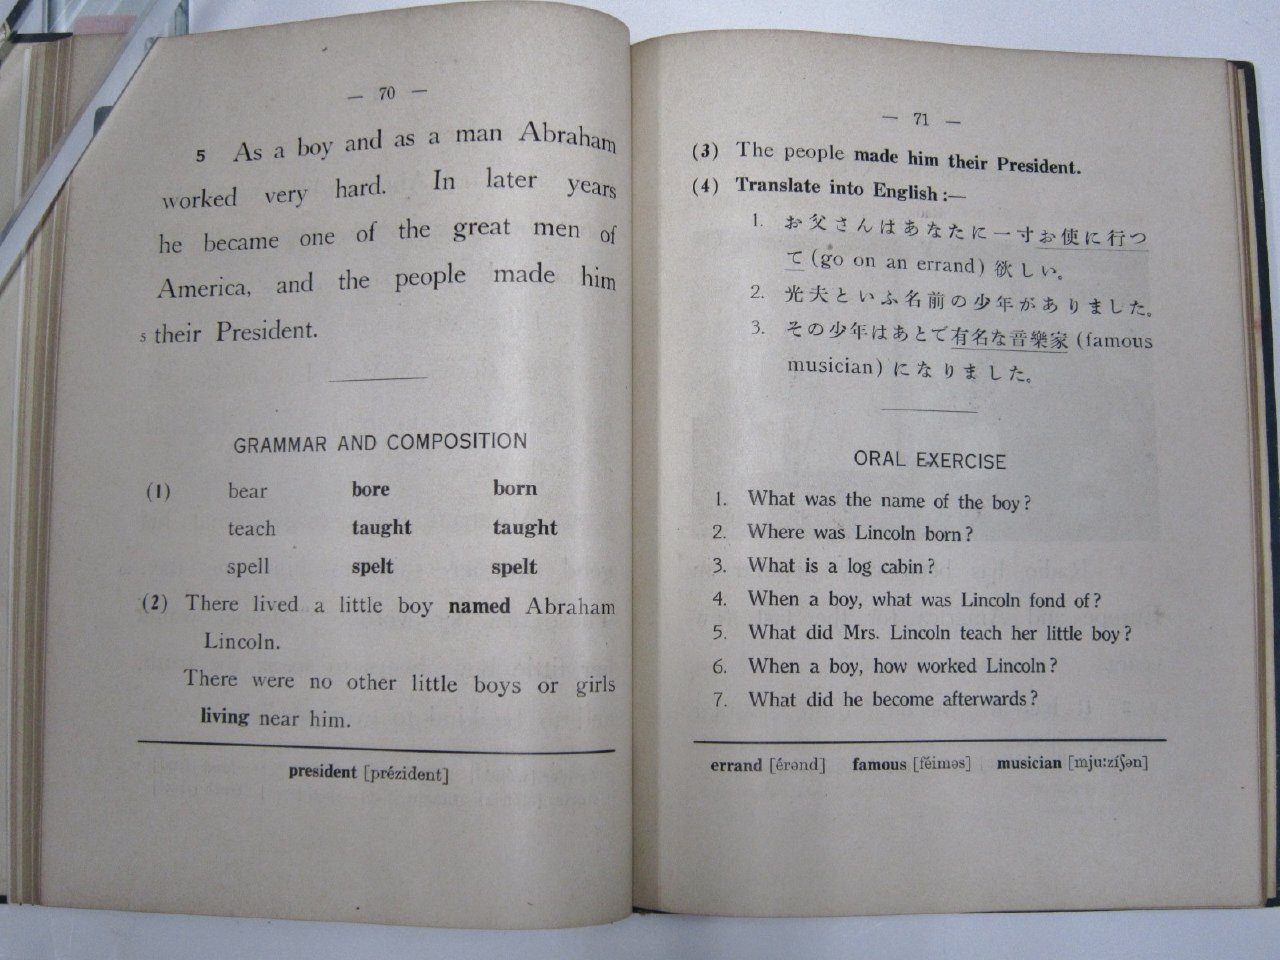 — 70 —
5 As a boy and as a man Abraham
worked very hard. In later years
he became one of the great men of
America, and the people made him
5 their President.
GRAMMAR AND COMPOSITION
(1) bear bore born
teach taught taught
spell spelt spelt
(2) There lived a little boy named Abraham
Lincoln.
There were no other little boys or girls
living near him.
president [prézident]
— 71 —
(3) The people made him their President.
(4) Translate into English:—
1. お父さんはあなたに一寸お使に行つ
て (go on an errand) 欲しい。
2. 光夫といふ名前の少年がありました。
3. その少年はあとで有名な音樂家 (famous
musician) になりました。
ORAL EXERCISE
1. What was the name of the boy?
2. Where was Lincoln born?
3. What is a log cabin?
4. When a boy, what was Lincoln fond of?
5. What did Mrs. Lincoln teach her little boy?
6. When a boy, how worked Lincoln?
7. What did he become afterwards?
errand [érənd] famous [féiməs] musician [mju:zíʃən]